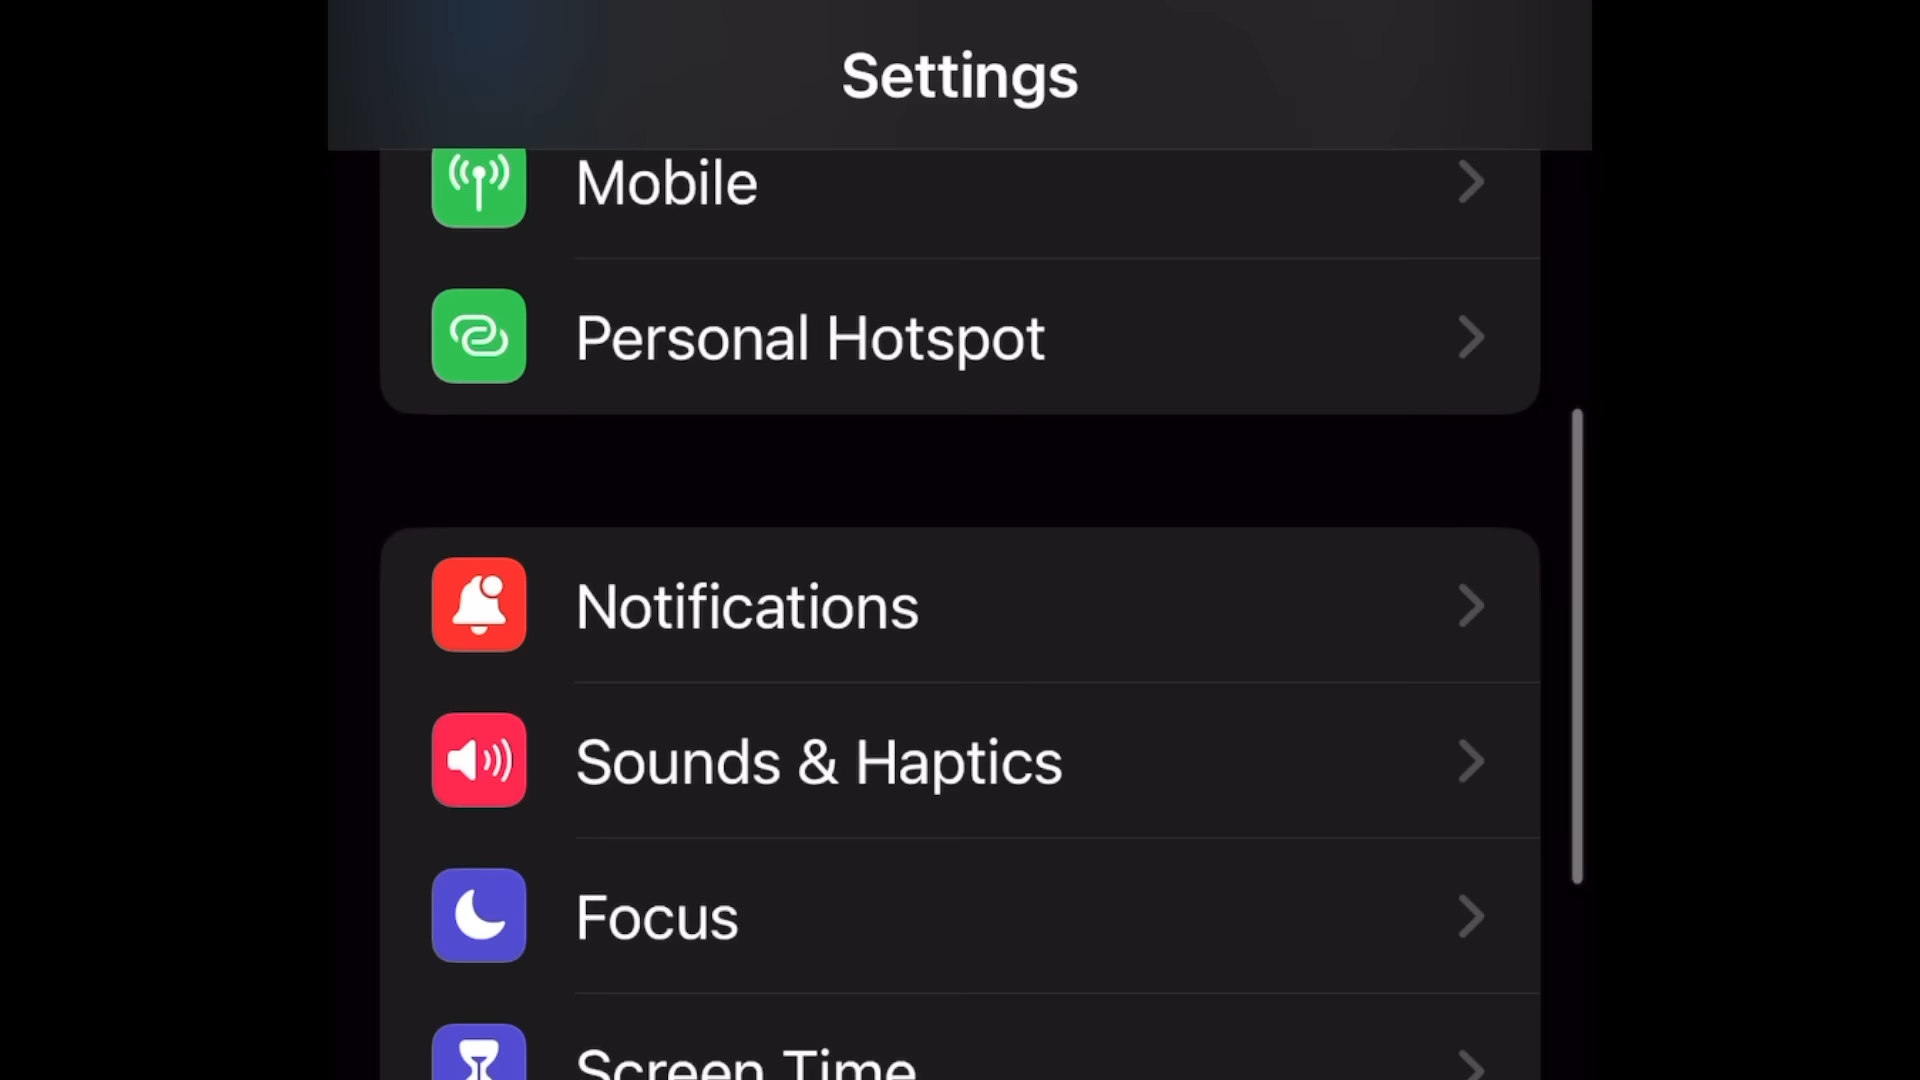 Settings
Mobile
Personal Hotspot
Notifications
Sounds & Haptics
Focus
Screen Time